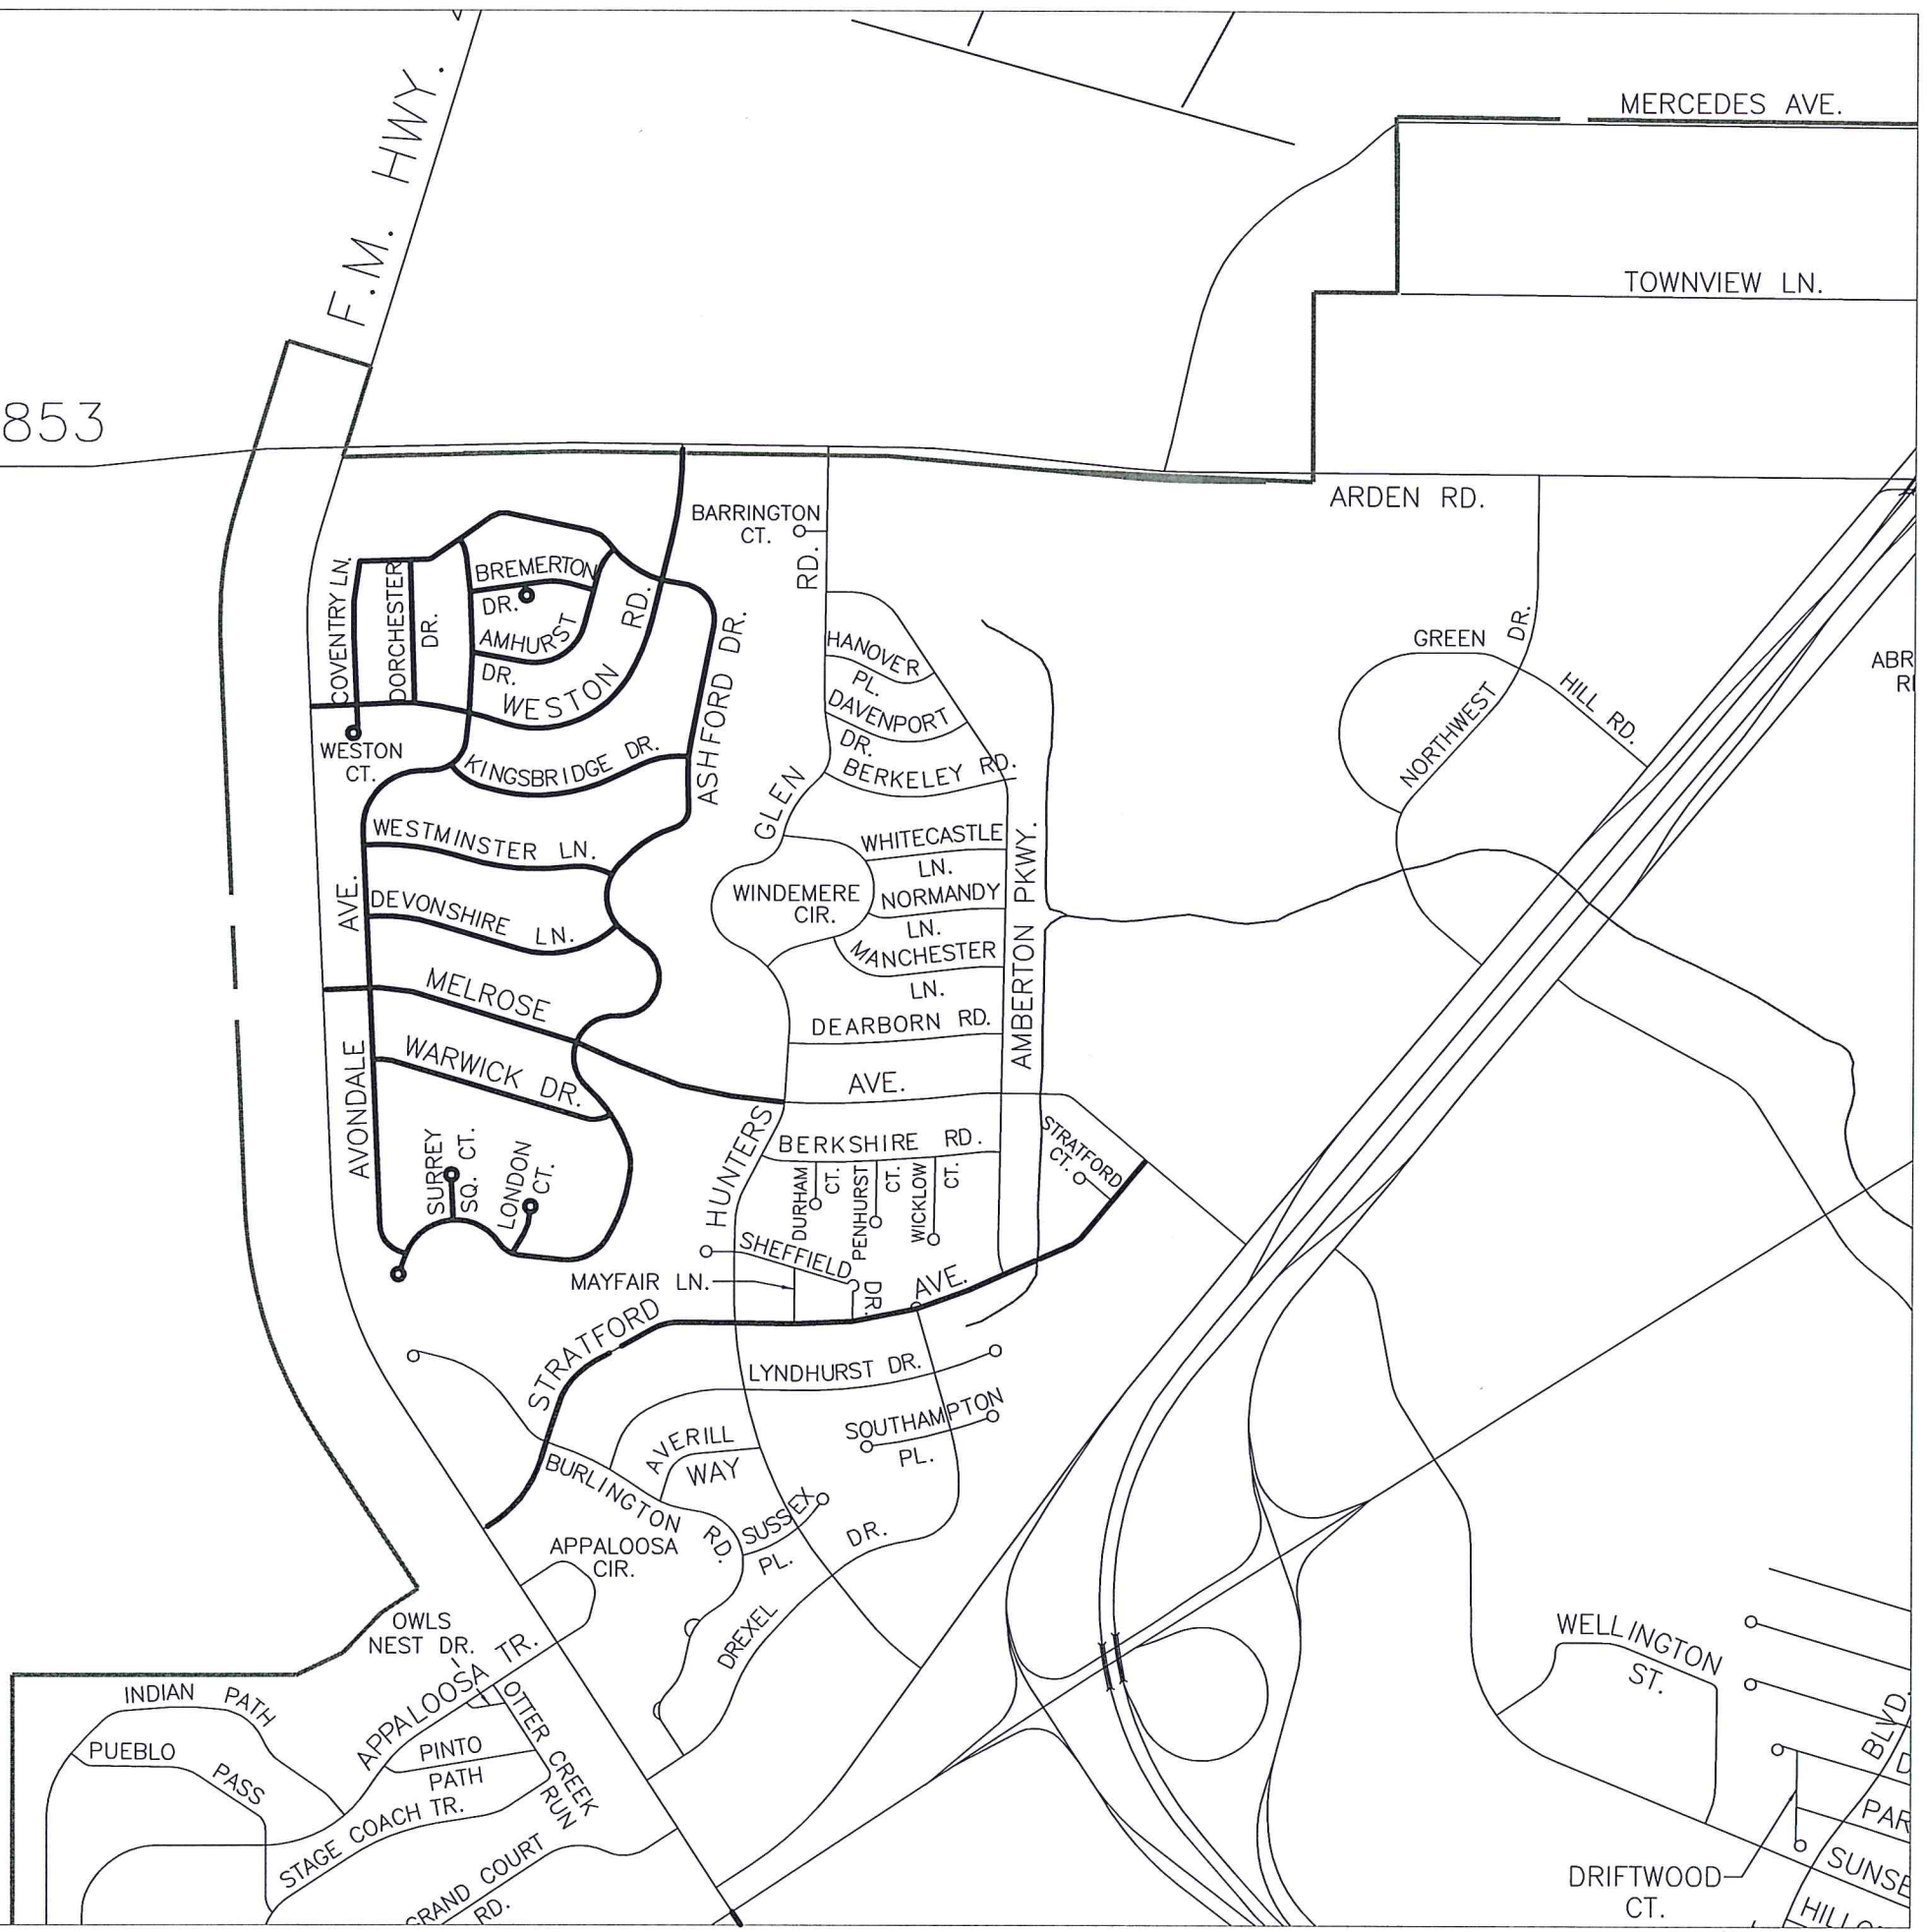 MERCEDES AVE.
F.M. HWY.
TOWNVIEW LN.
853
ARDEN RD.
BARRINGTON
CT.
RD.
COVENTRY LN.
DORCHESTER
DR.
BREMERTON
DR.
AMHURST
DR.
WESTON
RD.
ASHFORD DR.
HANOVER
PL.
DAVENPORT
DR.
BERKELEY RD.
GREEN
HILL RD.
NORTHWEST
DR.
WESTON
CT.
KINGSBRIDGE DR.
GLEN
WESTMINSTER LN.
WHITECASTLE
LN.
WINDEMERE
CIR.
NORMANDY
LN.
MANCHESTER
LN.
AMBERTON PKWY.
AVE.
DEVONSHIRE LN.
MELROSE
DEARBORN RD.
AVE.
AVONDALE
WARWICK DR.
HUNTERS
BERKSHIRE RD.
STRATFORD
CT.
SURREY
SQ. CT.
LONDON
CT.
DURHAM
CT.
PENHURST
CT.
WICKLOW
CT.
SHEFFIELD
DR.
MAYFAIR LN.
STRATFORD
AVE.
LYNDHURST DR.
AVERILL
WAY
SOUTHAMPTON
PL.
BURLINGTON
RD.
SUSSEX
PL.
DREXEL
DR.
APPALOOSA
CIR.
OWLS
NEST DR.
APPALOOSA TR.
INDIAN PATH
PUEBLO
PASS
PINTO
PATH
OTTER CREEK
RUN
STAGE COACH TR.
GRAND COURT
RD.
WELLINGTON
ST.
BLVD.
DRIFTWOOD
CT.
ABR
D
PAR
SUNSE